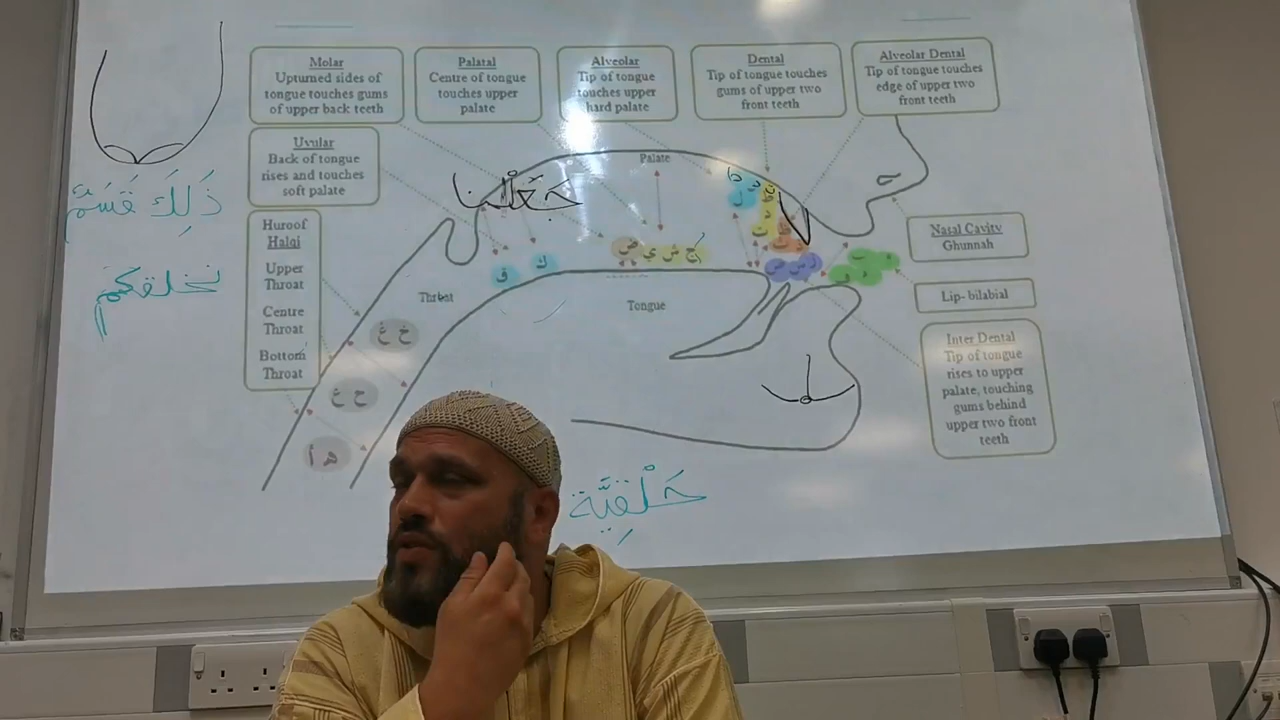 Molar
Upturned sides of
tongue touches gums
of upper back teeth
Palatal
Centre of tongue
touches upper
palate
Alveolar
Tip of tongue
touches upper
hard palate
Dental
Tip of tongue touches
gums of upper two
front teeth
Alveolar Dental
Tip of tongue touches
edge of upper two
front teeth
Uvular
Back of tongue
rises and touches
soft palate
Huroof
Halqi
Upper
Throat
Centre
Throat
Bottom
Throat
Palate
جَعَلْنا
ذَلِكَ قَسَمٌ
نخلقكم
ق
ك
ض ي ش ج
Throat
Tongue
خ غ
ح ع
ه أ
Nasal Cavity
Ghunnah
Lip- bilabial
Inter Dental
Tip of tongue
rises to upper
palate, touching
gums behind
upper two front
teeth
حَلْقِيَّة